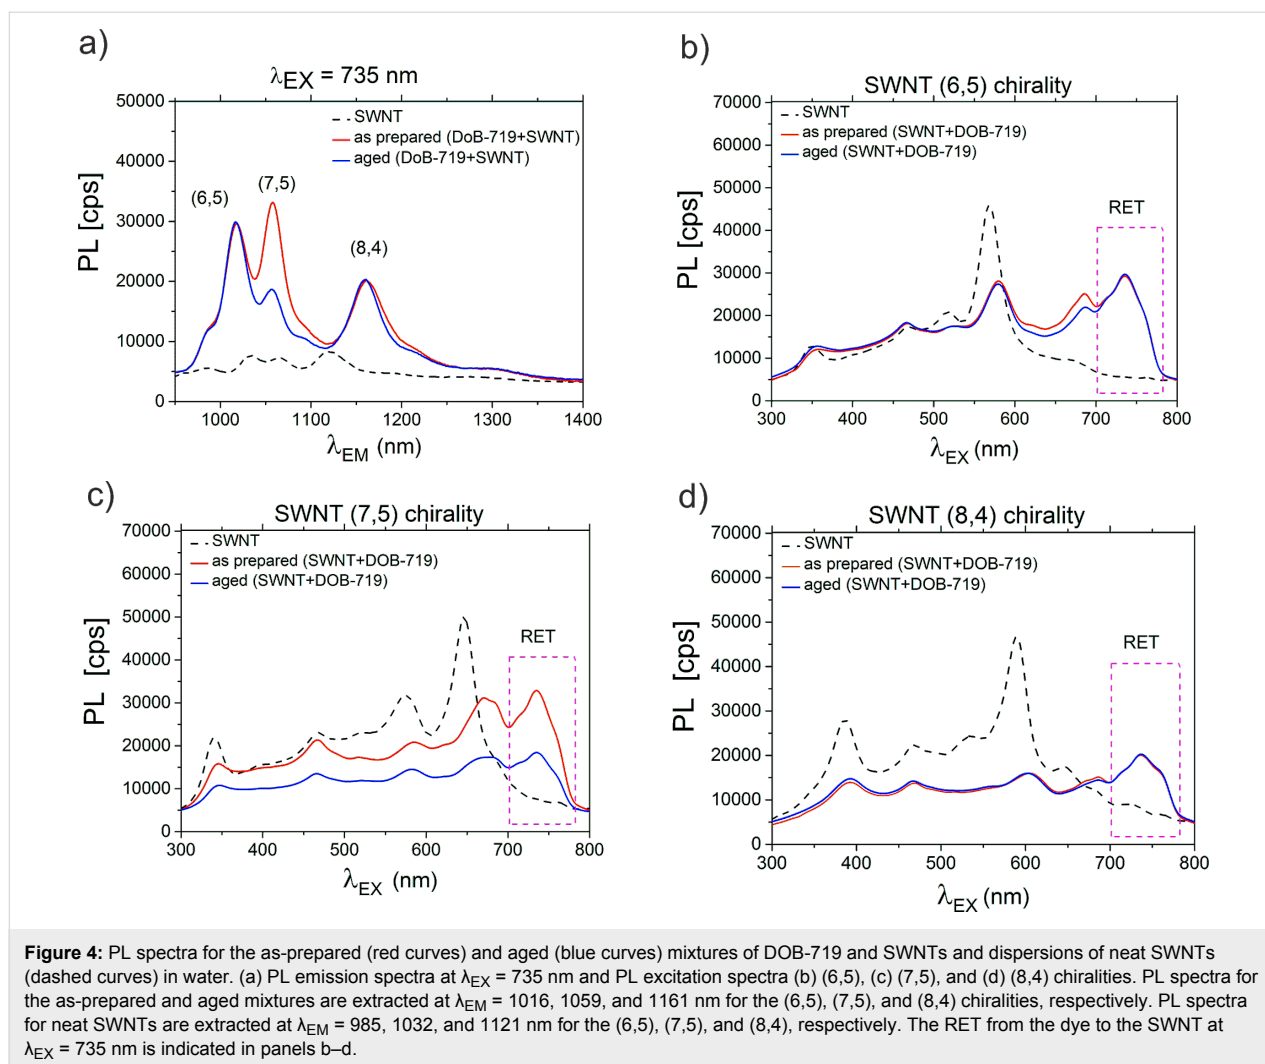 a)
λEX = 735 nm
50000
40000
30000
20000
10000
0
PL [cps]
SWNT
as prepared (DoB-719+SWNT)
aged (DoB-719+SWNT)
(6,5)
(7,5)
(8,4)
1000
1100
1200
1300
1400
λEM (nm)
b)
SWNT (6,5) chirality
70000
60000
50000
40000
30000
20000
10000
0
PL [cps]
SWNT
as prepared (SWNT+DOB-719)
aged (SWNT+DOB-719)
RET
300
400
500
600
700
800
λEX (nm)
c)
SWNT (7,5) chirality
70000
60000
50000
40000
30000
20000
10000
0
PL [cps]
SWNT
as prepared (SWNT+DOB-719)
aged (SWNT+DOB-719)
RET
300
400
500
600
700
800
λEX (nm)
d)
SWNT (8,4) chirality
70000
60000
50000
40000
30000
20000
10000
0
PL [cps]
SWNT
as prepared (SWNT+DOB-719)
aged (SWNT+DOB-719)
RET
300
400
500
600
700
800
λEX (nm)
Figure 4: PL spectra for the as-prepared (red curves) and aged (blue curves) mixtures of DOB-719 and SWNTs and dispersions of neat SWNTs
(dashed curves) in water. (a) PL emission spectra at λEX = 735 nm and PL excitation spectra (b) (6,5), (c) (7,5), and (d) (8,4) chiralities. PL spectra for
the as-prepared and aged mixtures are extracted at λEM = 1016, 1059, and 1161 nm for the (6,5), (7,5), and (8,4) chiralities, respectively. PL spectra
for neat SWNTs are extracted at λEM = 985, 1032, and 1121 nm for the (6,5), (7,5), and (8,4), respectively. The RET from the dye to the SWNT at
λEX = 735 nm is indicated in panels b–d.